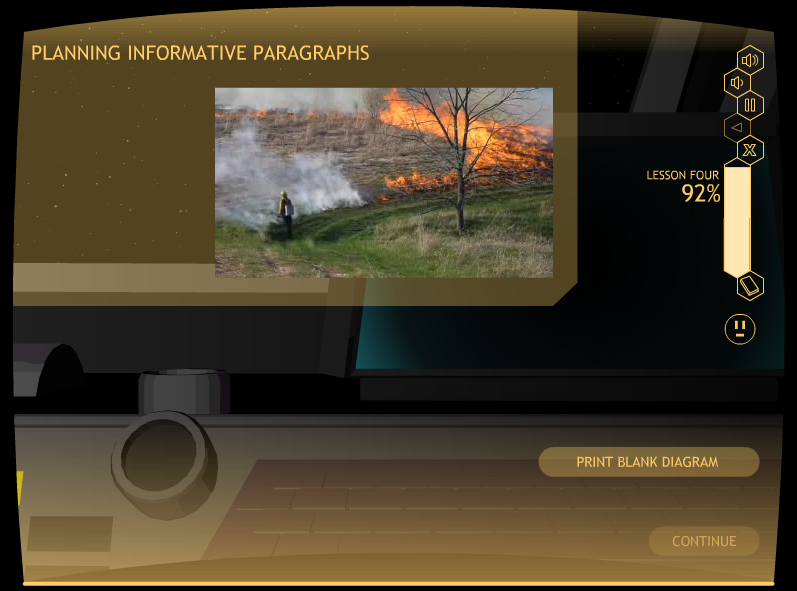 PLANNING INFORMATIVE PARAGRAPHS
LESSON FOUR
92%
PRINT BLANK DIAGRAM
CONTINUE